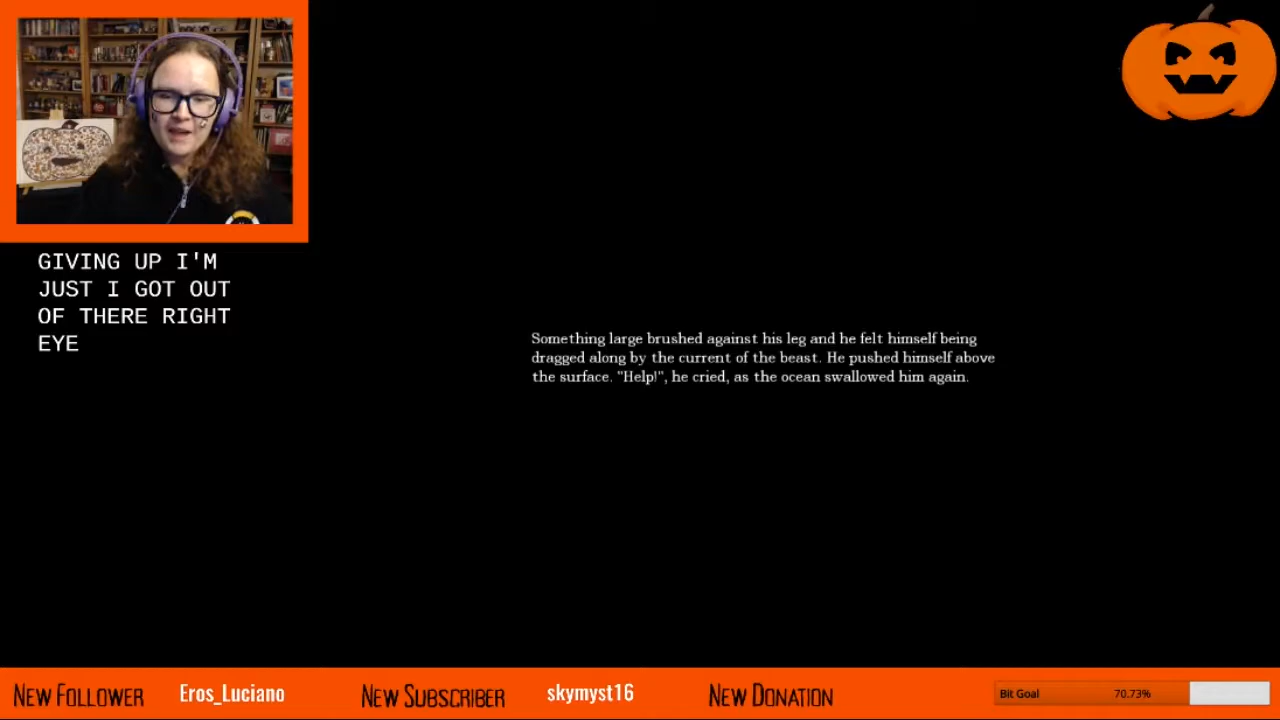 GIVING UP I'M
JUST I GOT OUT
OF THERE RIGHT
EYE
Something large brushed against his leg and he felt himself being
dragged along by the current of the beast. He pushed himself above
the surface. "Help!", he cried, as the ocean swallowed him again.
NEW FOLLOWER
Eros_Luciano
NEW SUBSCRIBER
skymyst16
NEW DONATION
Bit Goal
70.73%